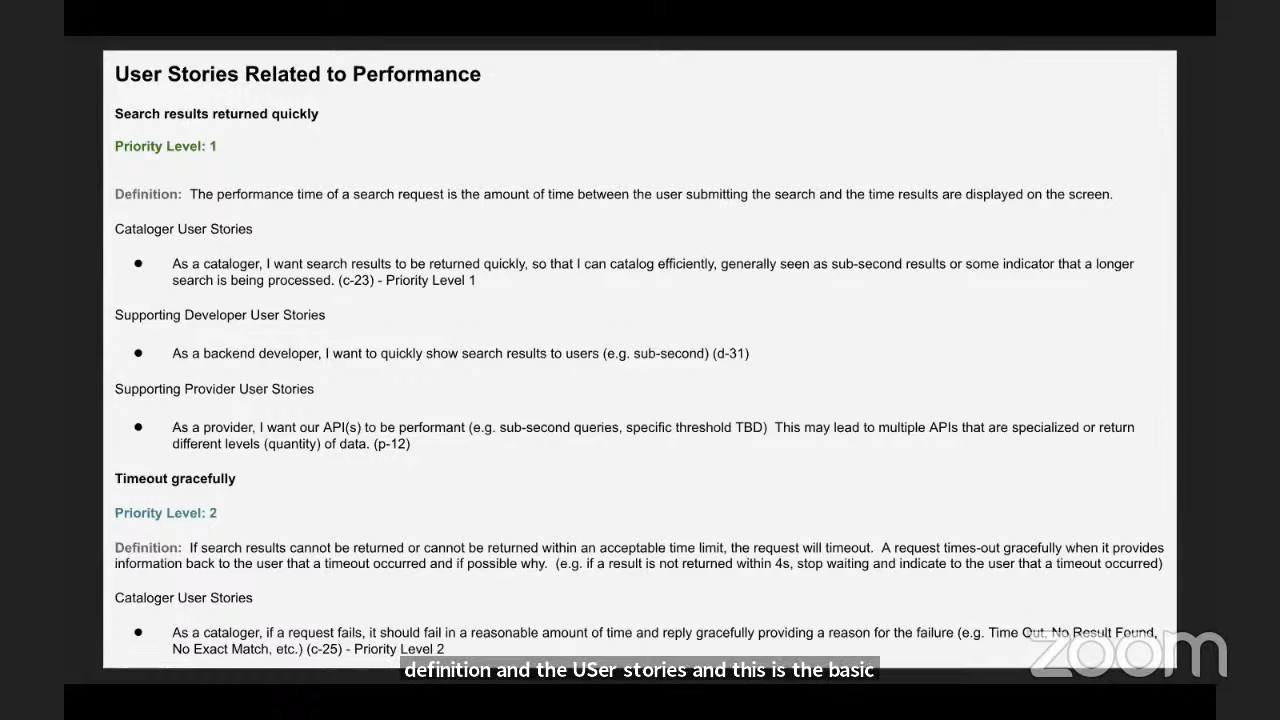 User Stories Related to Performance
Search results returned quickly
Priority Level: 1
Definition: The performance time of a search request is the amount of time between the user submitting the search and the time results are displayed on the screen.
Cataloger User Stories
● As a cataloger, I want search results to be returned quickly, so that I can catalog efficiently, generally seen as sub-second results or some indicator that a longer
search is being processed. (c-23) - Priority Level 1
Supporting Developer User Stories
● As a backend developer, I want to quickly show search results to users (e.g. sub-second) (d-31)
Supporting Provider User Stories
● As a provider, I want our API(s) to be performant (e.g. sub-second queries, specific threshold TBD)  This may lead to multiple APIs that are specialized or return
different levels (quantity) of data. (p-12)
Timeout gracefully
Priority Level: 2
Definition: If search results cannot be returned or cannot be returned within an acceptable time limit, the request will timeout.  A request times-out gracefully when it provides
information back to the user that a timeout occurred and if possible why.  (e.g. if a result is not returned within 4s, stop waiting and indicate to the user that a timeout occurred)
Cataloger User Stories
● As a cataloger, if a request fails, it should fail in a reasonable amount of time and reply gracefully providing a reason for the failure (e.g. Time Out, No Result Found,
No Exact Match, etc.) (c-25) - Priority Level 2
zoom
definition and the USer stories and this is the basic